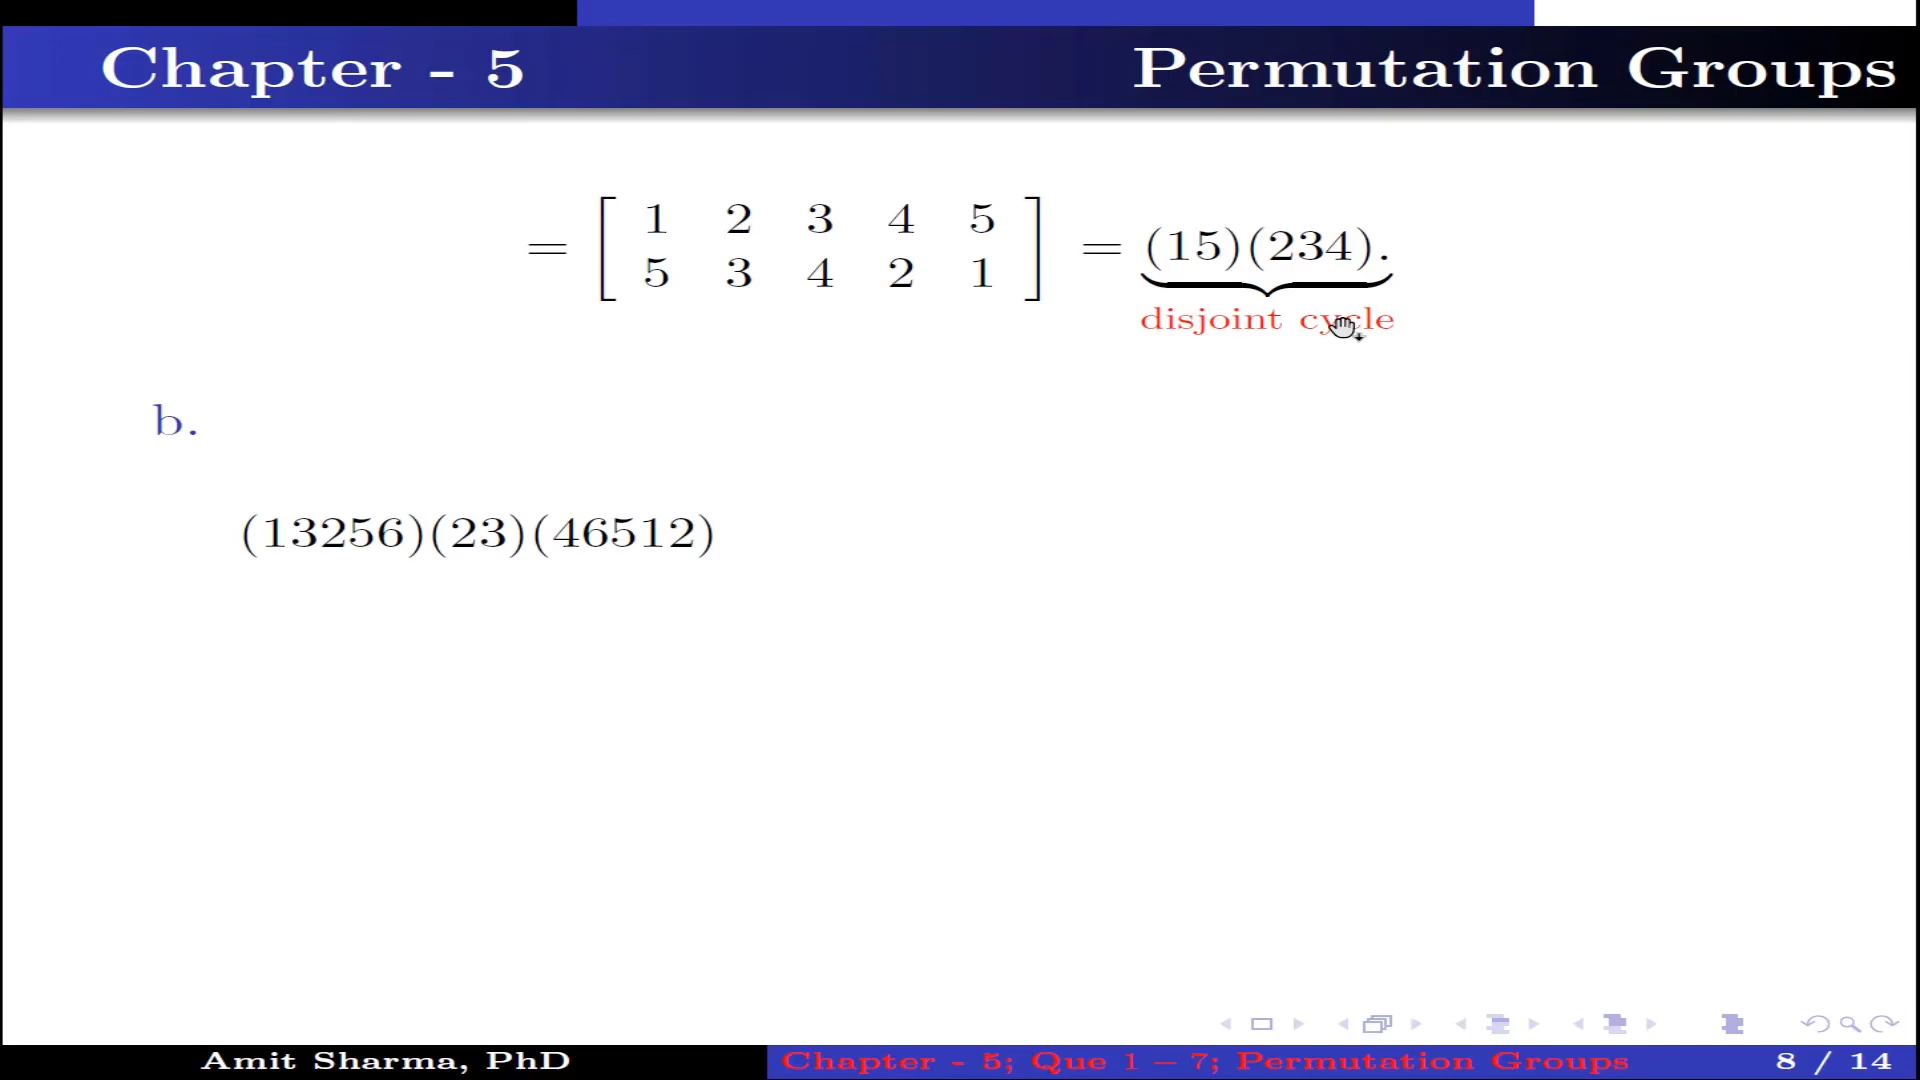 Chapter - 5 Permutation Groups
= [ 1 2 3 4 5
5 3 4 2 1 ] = (15)(234).
disjoint cycle
b.
(13256)(23)(46512)
Amit Sharma, PhD Chapter - 5; Que 1 – 7; Permutation Groups 8 / 14